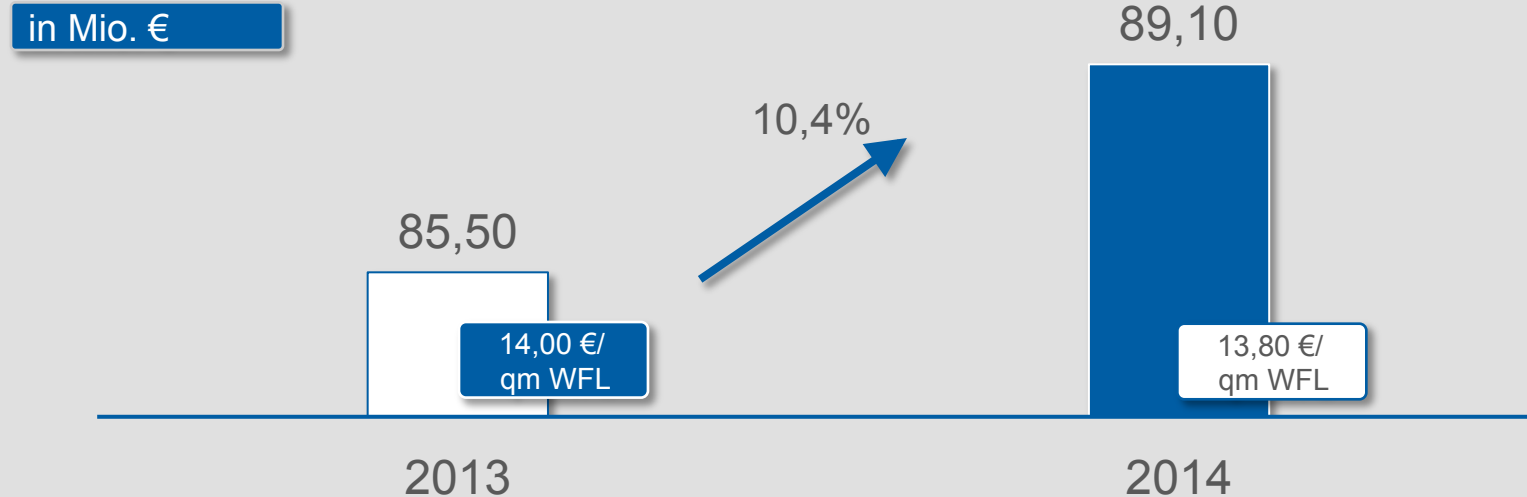 in Mio. €
89,10
10,4%
85,50
14,00 €/
qm WFL
13,80 €/
qm WFL
2013
2014